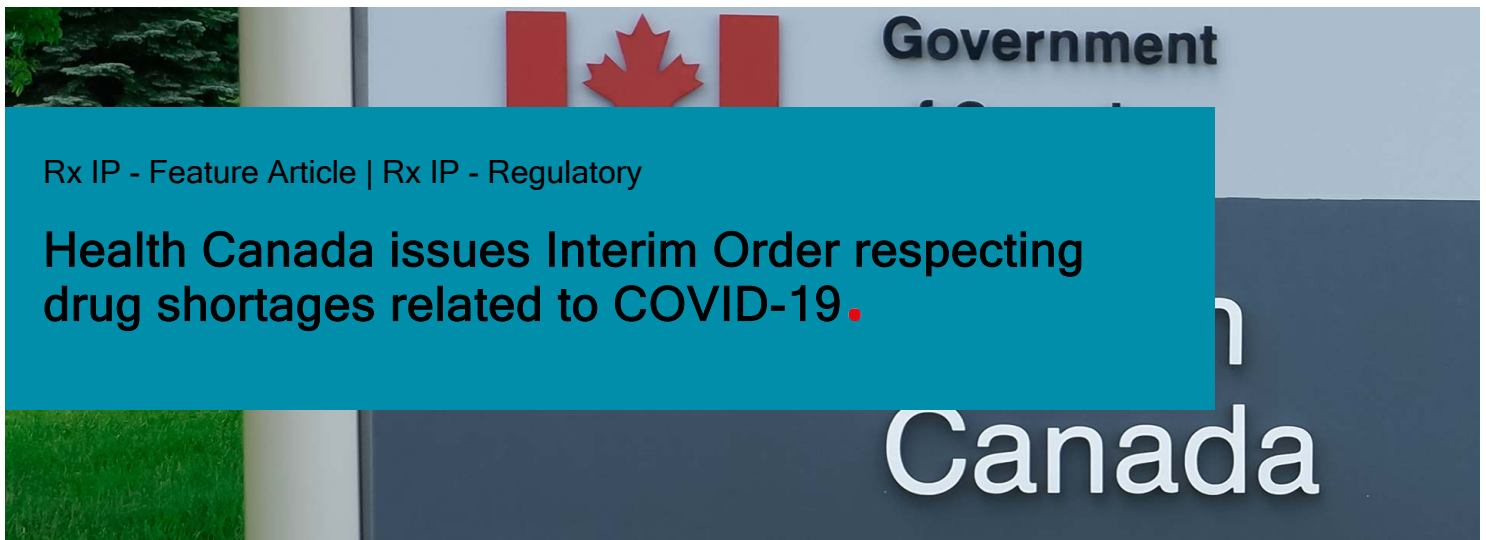 Government
Rx IP - Feature Article | Rx IP - Regulatory
Health Canada issues Interim Order respecting
drug shortages related to COVID-19.
Canada